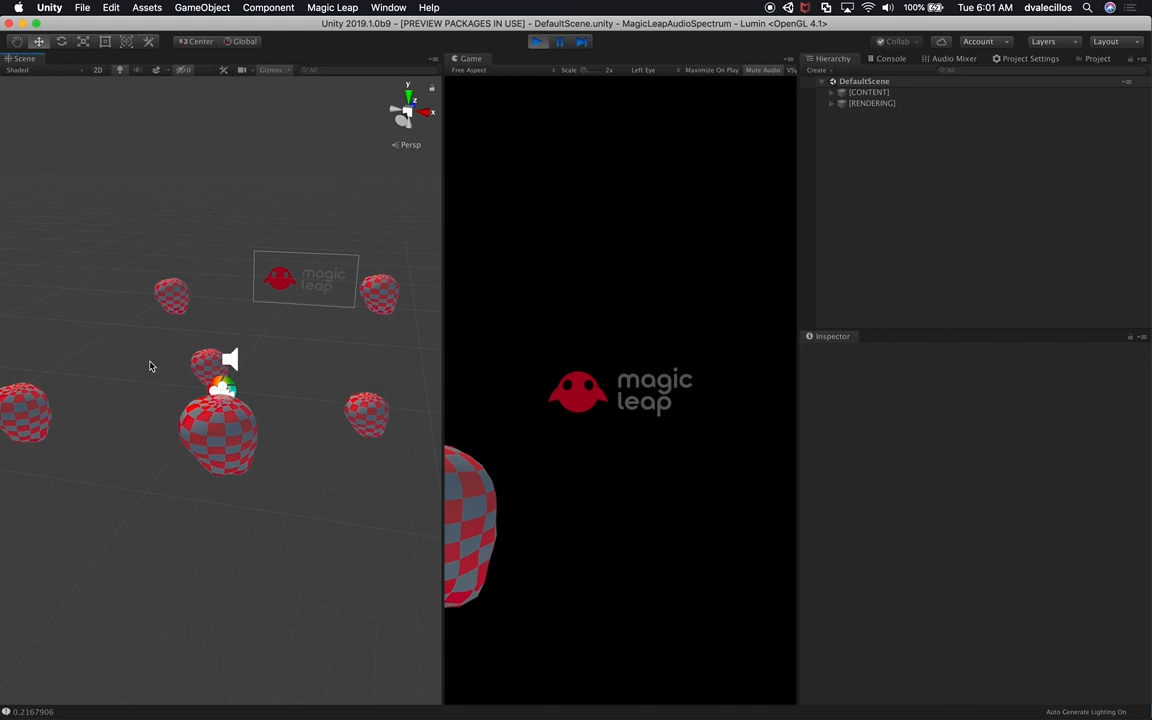 Unity File Edit Assets GameObject Component Magic Leap Window Help 100% Tue 6:01 AM dvalecillos
Unity 2019.1.0b9 - [PREVIEW PACKAGES IN USE] - DefaultScene.unity - MagicLeapAudioSpectrum - Lumin <OpenGL 4.1>
Center Global Collab Account Layers Layout
Scene Game Hierarchy Console Audio Mixer Project Settings Project
Shaded 2D 0 Gizmos All Free Aspect Scale 2x Left Eye Maximize On Play Mute Audio VSy Create All
DefaultScene
[CONTENT]
[RENDERING]
y
z
x
Persp
magic
leap
magic
leap
Inspector
0.2167906 Auto Generate Lighting On